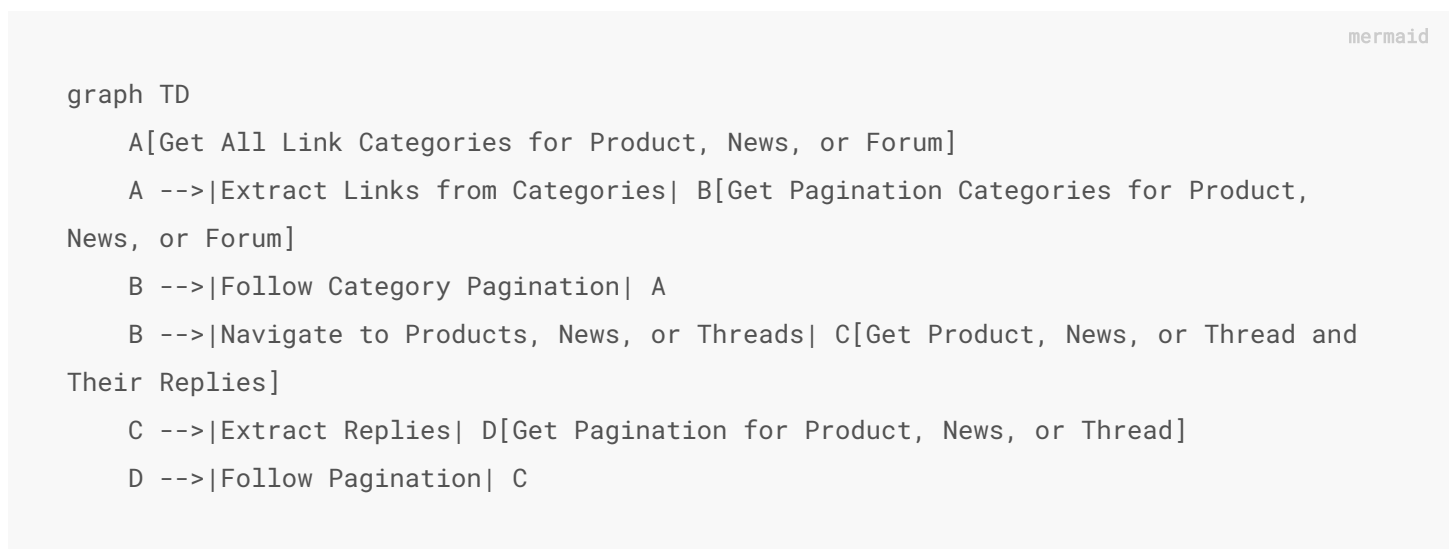 mermaid
graph TD
    A[Get All Link Categories for Product, News, or Forum]
    A -->|Extract Links from Categories| B[Get Pagination Categories for Product,
News, or Forum]
    B -->|Follow Category Pagination| A
    B -->|Navigate to Products, News, or Threads| C[Get Product, News, or Thread and
Their Replies]
    C -->|Extract Replies| D[Get Pagination for Product, News, or Thread]
    D -->|Follow Pagination| C